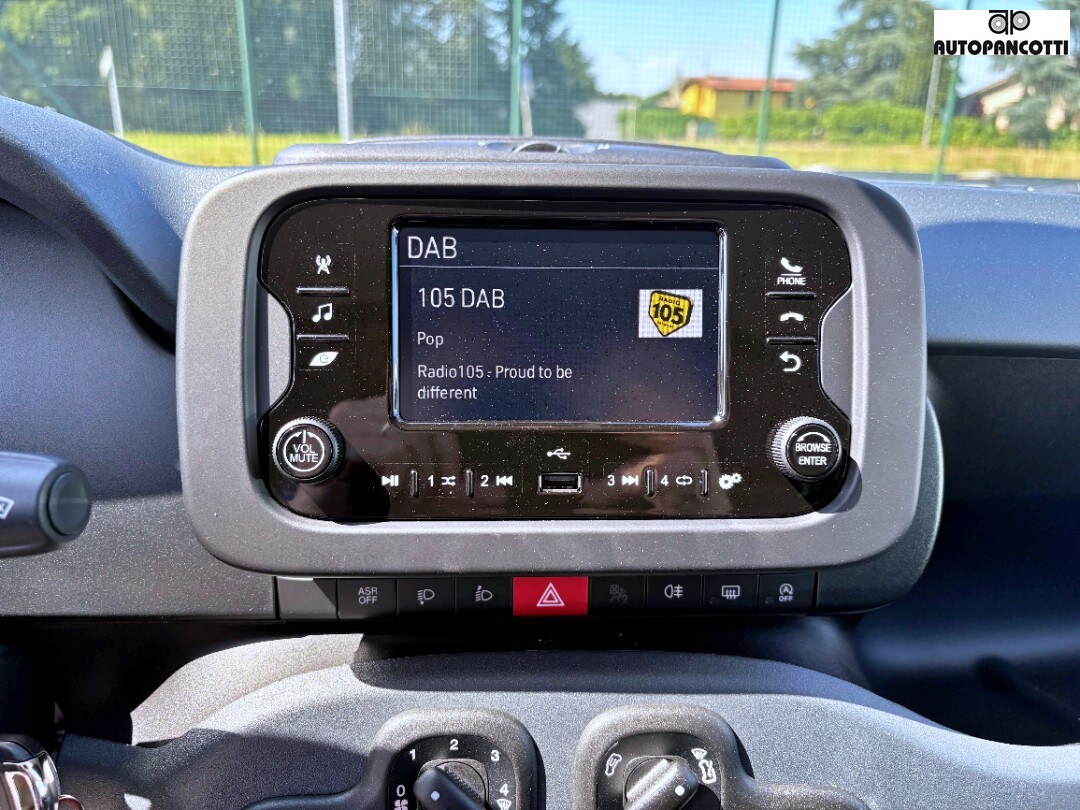 AUTOPANCOTTI
DAB
105 DAB
RADIO
105
Pop
Radio105 - Proud to be
different
PHONE
VOL
MUTE
BROWSE
ENTER
1 2 3 4
ASR
OFF
OFF
0 1 2 3 4